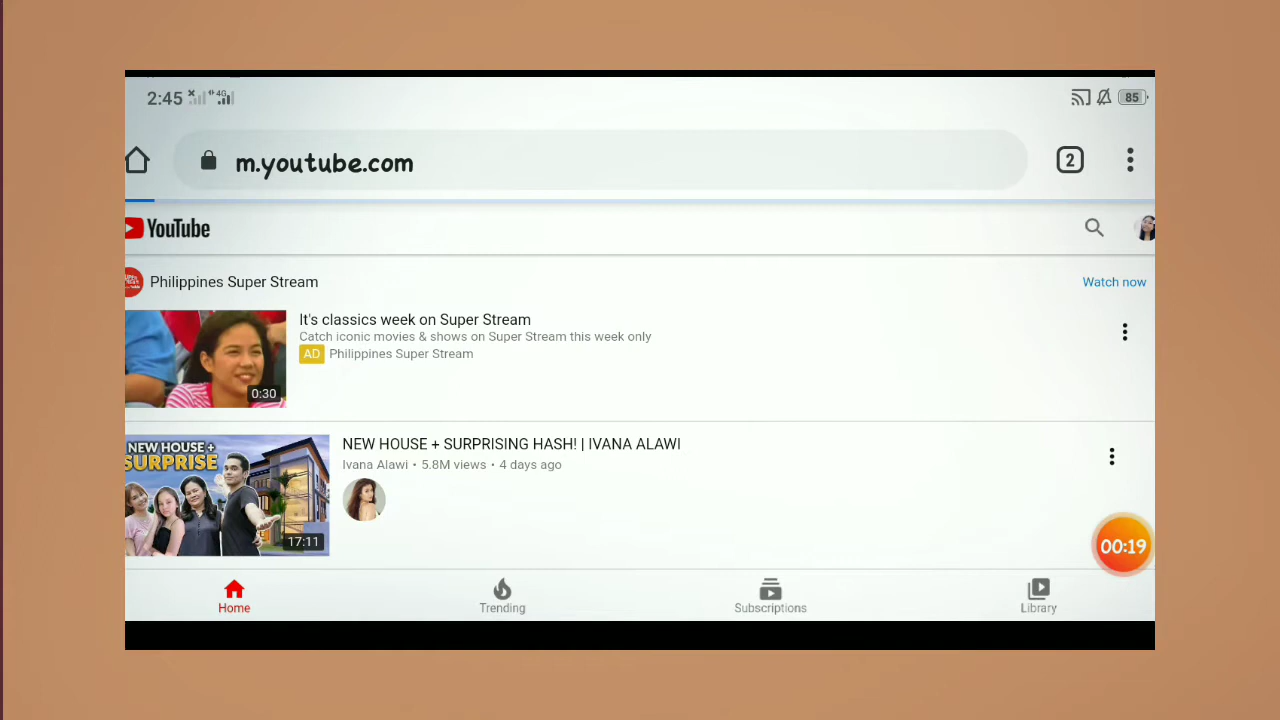 2:45 4G 85
m.youtube.com 2
YouTube
Philippines Super Stream Watch now
It's classics week on Super Stream
Catch iconic movies & shows on Super Stream this week only
AD Philippines Super Stream
0:30
NEW HOUSE +
SURPRISE
17:11
NEW HOUSE + SURPRISING HASH! | IVANA ALAWI
Ivana Alawi • 5.8M views • 4 days ago
00:19
Home Trending Subscriptions Library